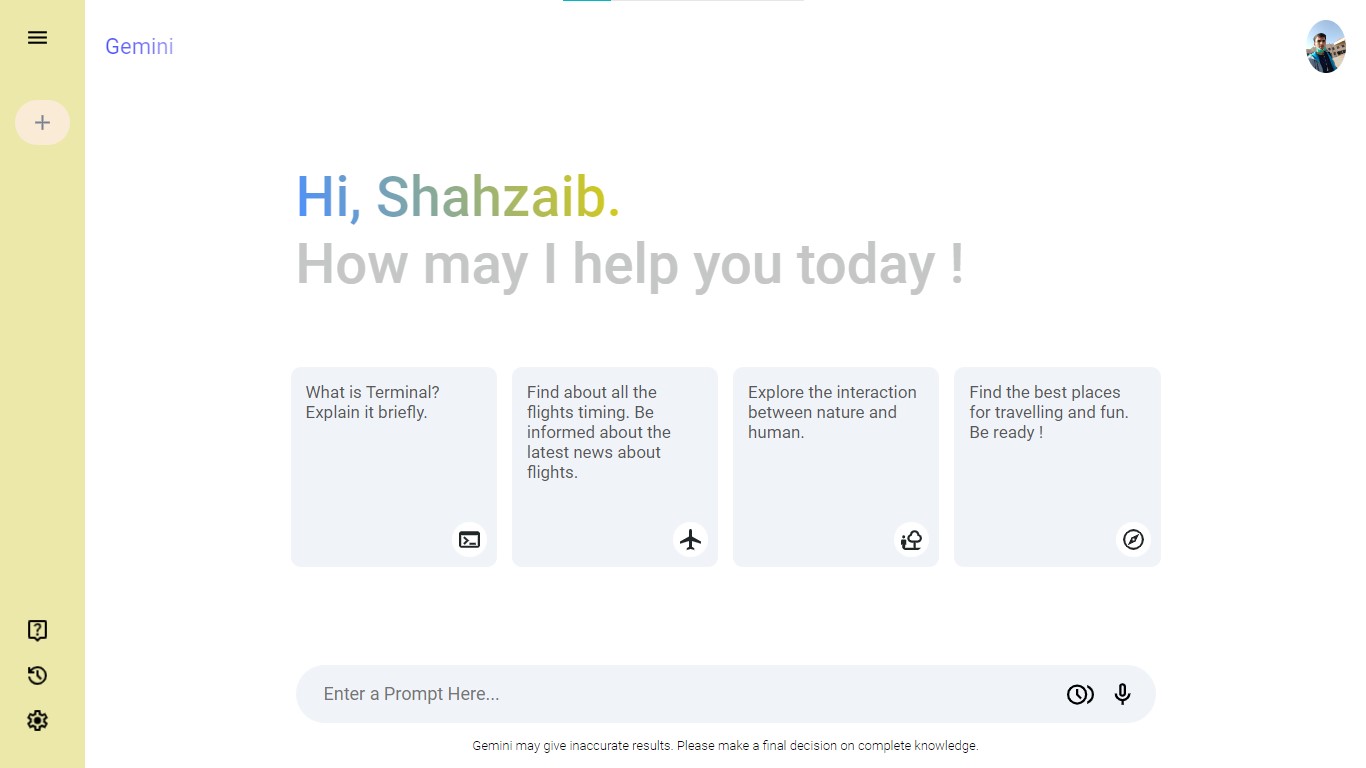 Gemini
Hi, Shahzaib.
How may I help you today !
What is Terminal?
Explain it briefly.
Find about all the
flights timing. Be
informed about the
latest news about
flights.
Explore the interaction
between nature and
human.
Find the best places
for travelling and fun.
Be ready !
Enter a Prompt Here...
Gemini may give inaccurate results. Please make a final decision on complete knowledge.